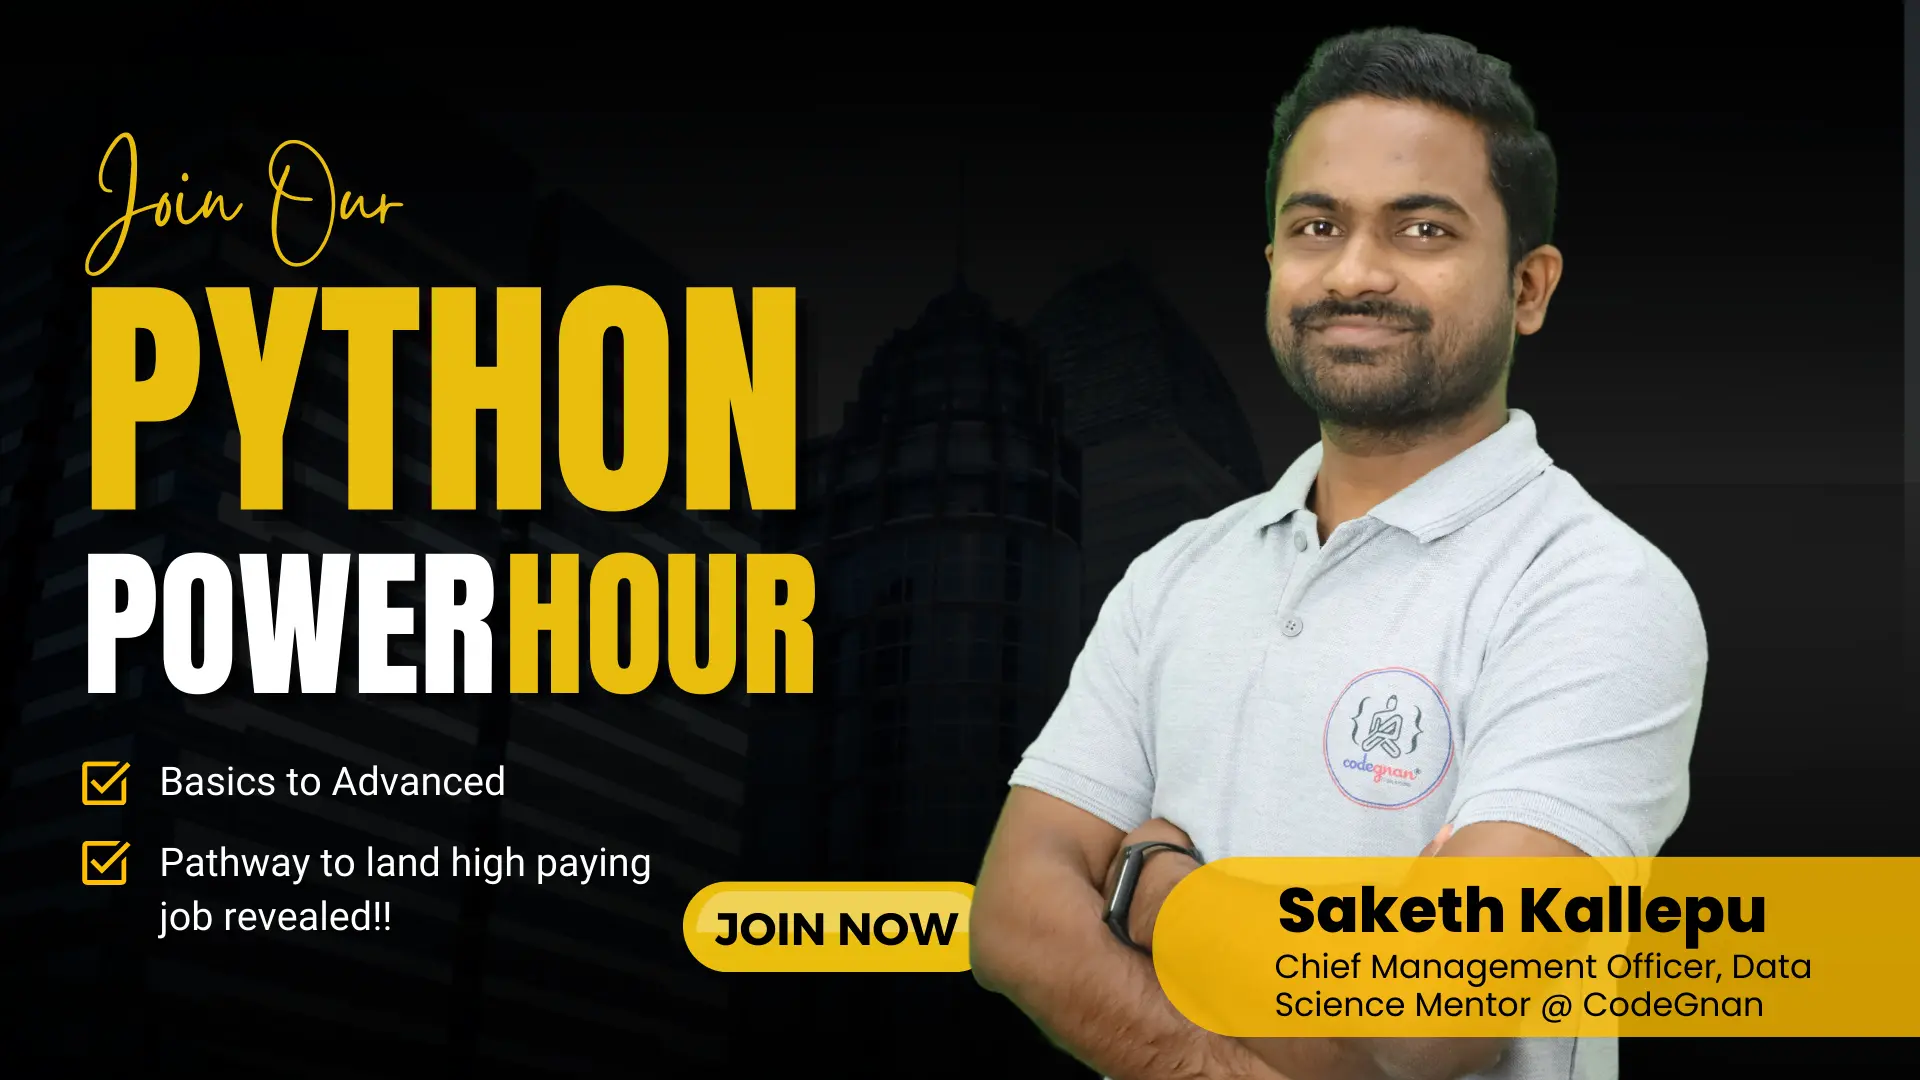 Join Our
PYTHON
POWER HOUR
Basics to Advanced
Pathway to land high paying
job revealed!!
JOIN NOW
codegnan*
Saketh Kallepu
Chief Management Officer, Data
Science Mentor @ CodeGnan